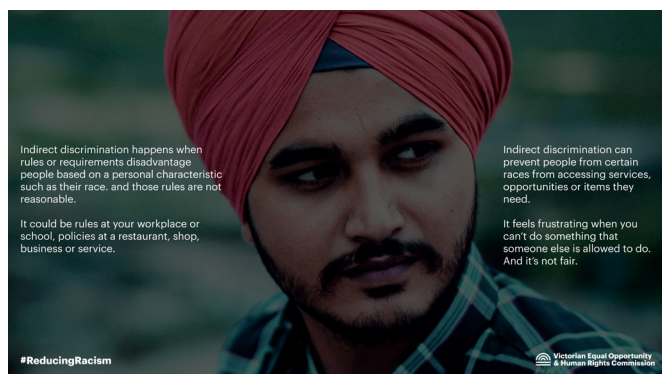 Indirect discrimination happens when
rules or requirements disadvantage
people based on a personal characteristic
such as their race. and those rules are not
reasonable.
It could be rules at your workplace or
school, policies at a restaurant, shop,
business or service.
Indirect discrimination can
prevent people from certain
races from accessing services,
opportunities or items they
need.
It feels frustrating when you
can't do something that
someone else is allowed to do.
And it's not fair.
#ReducingRacism
Victorian Equal Opportunity
& Human Rights Commission